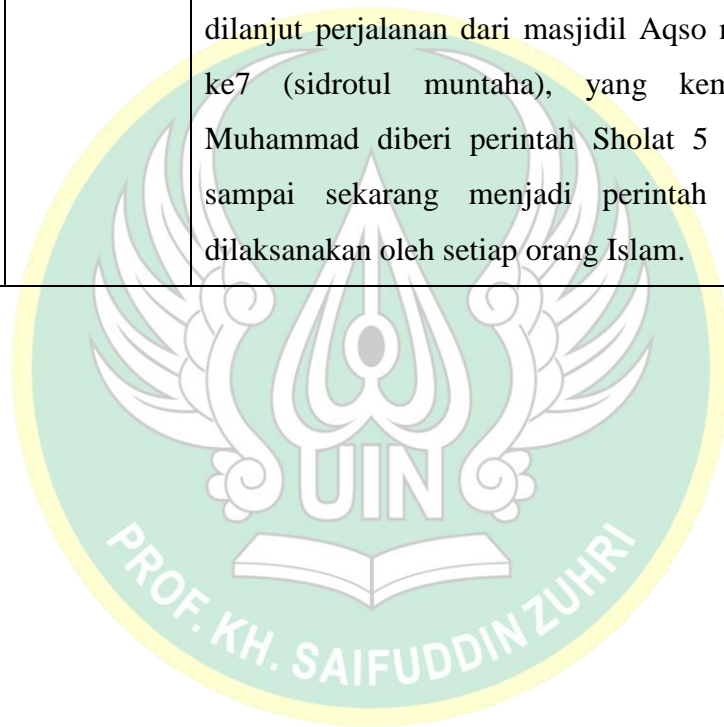 dilanjut perjalanan dari masjidil Aqso
ke7 (sidrotul muntaha), yang
Muhammad diberi perintah Sholat 5
sampai sekarang menjadi perintah
dilaksanakan oleh setiap orang Islam.
UIN
PROF. KH. SAIFUDDIN ZUHRI